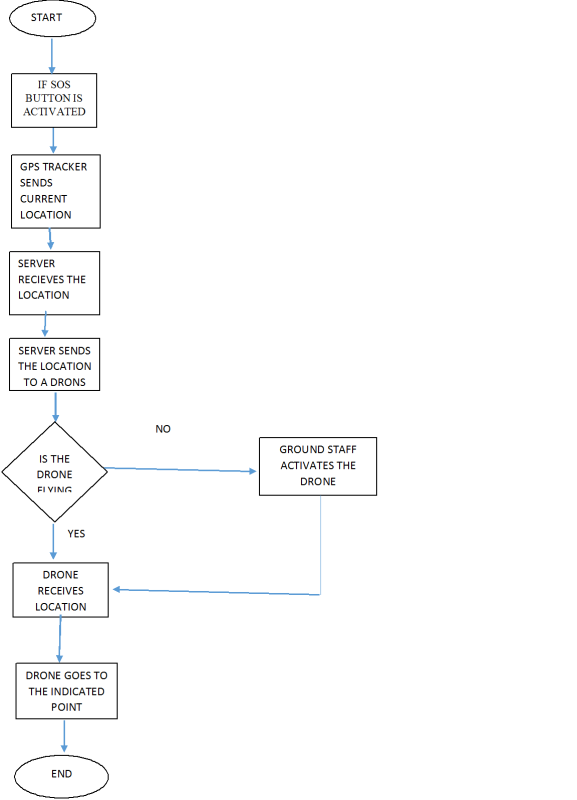 START
IF SOS
BUTTON IS
ACTIVATED
GPS TRACKER
SENDS
CURRENT
LOCATION
SERVER
RECIEVES THE
LOCATION
SERVER SENDS
THE LOCATION
TO A DRONS
IS THE
DRONE
FLYING
NO
GROUND STAFF
ACTIVATES THE
DRONE
YES
DRONE
RECEIVES
LOCATION
DRONE GOES TO
THE INDICATED
POINT
END